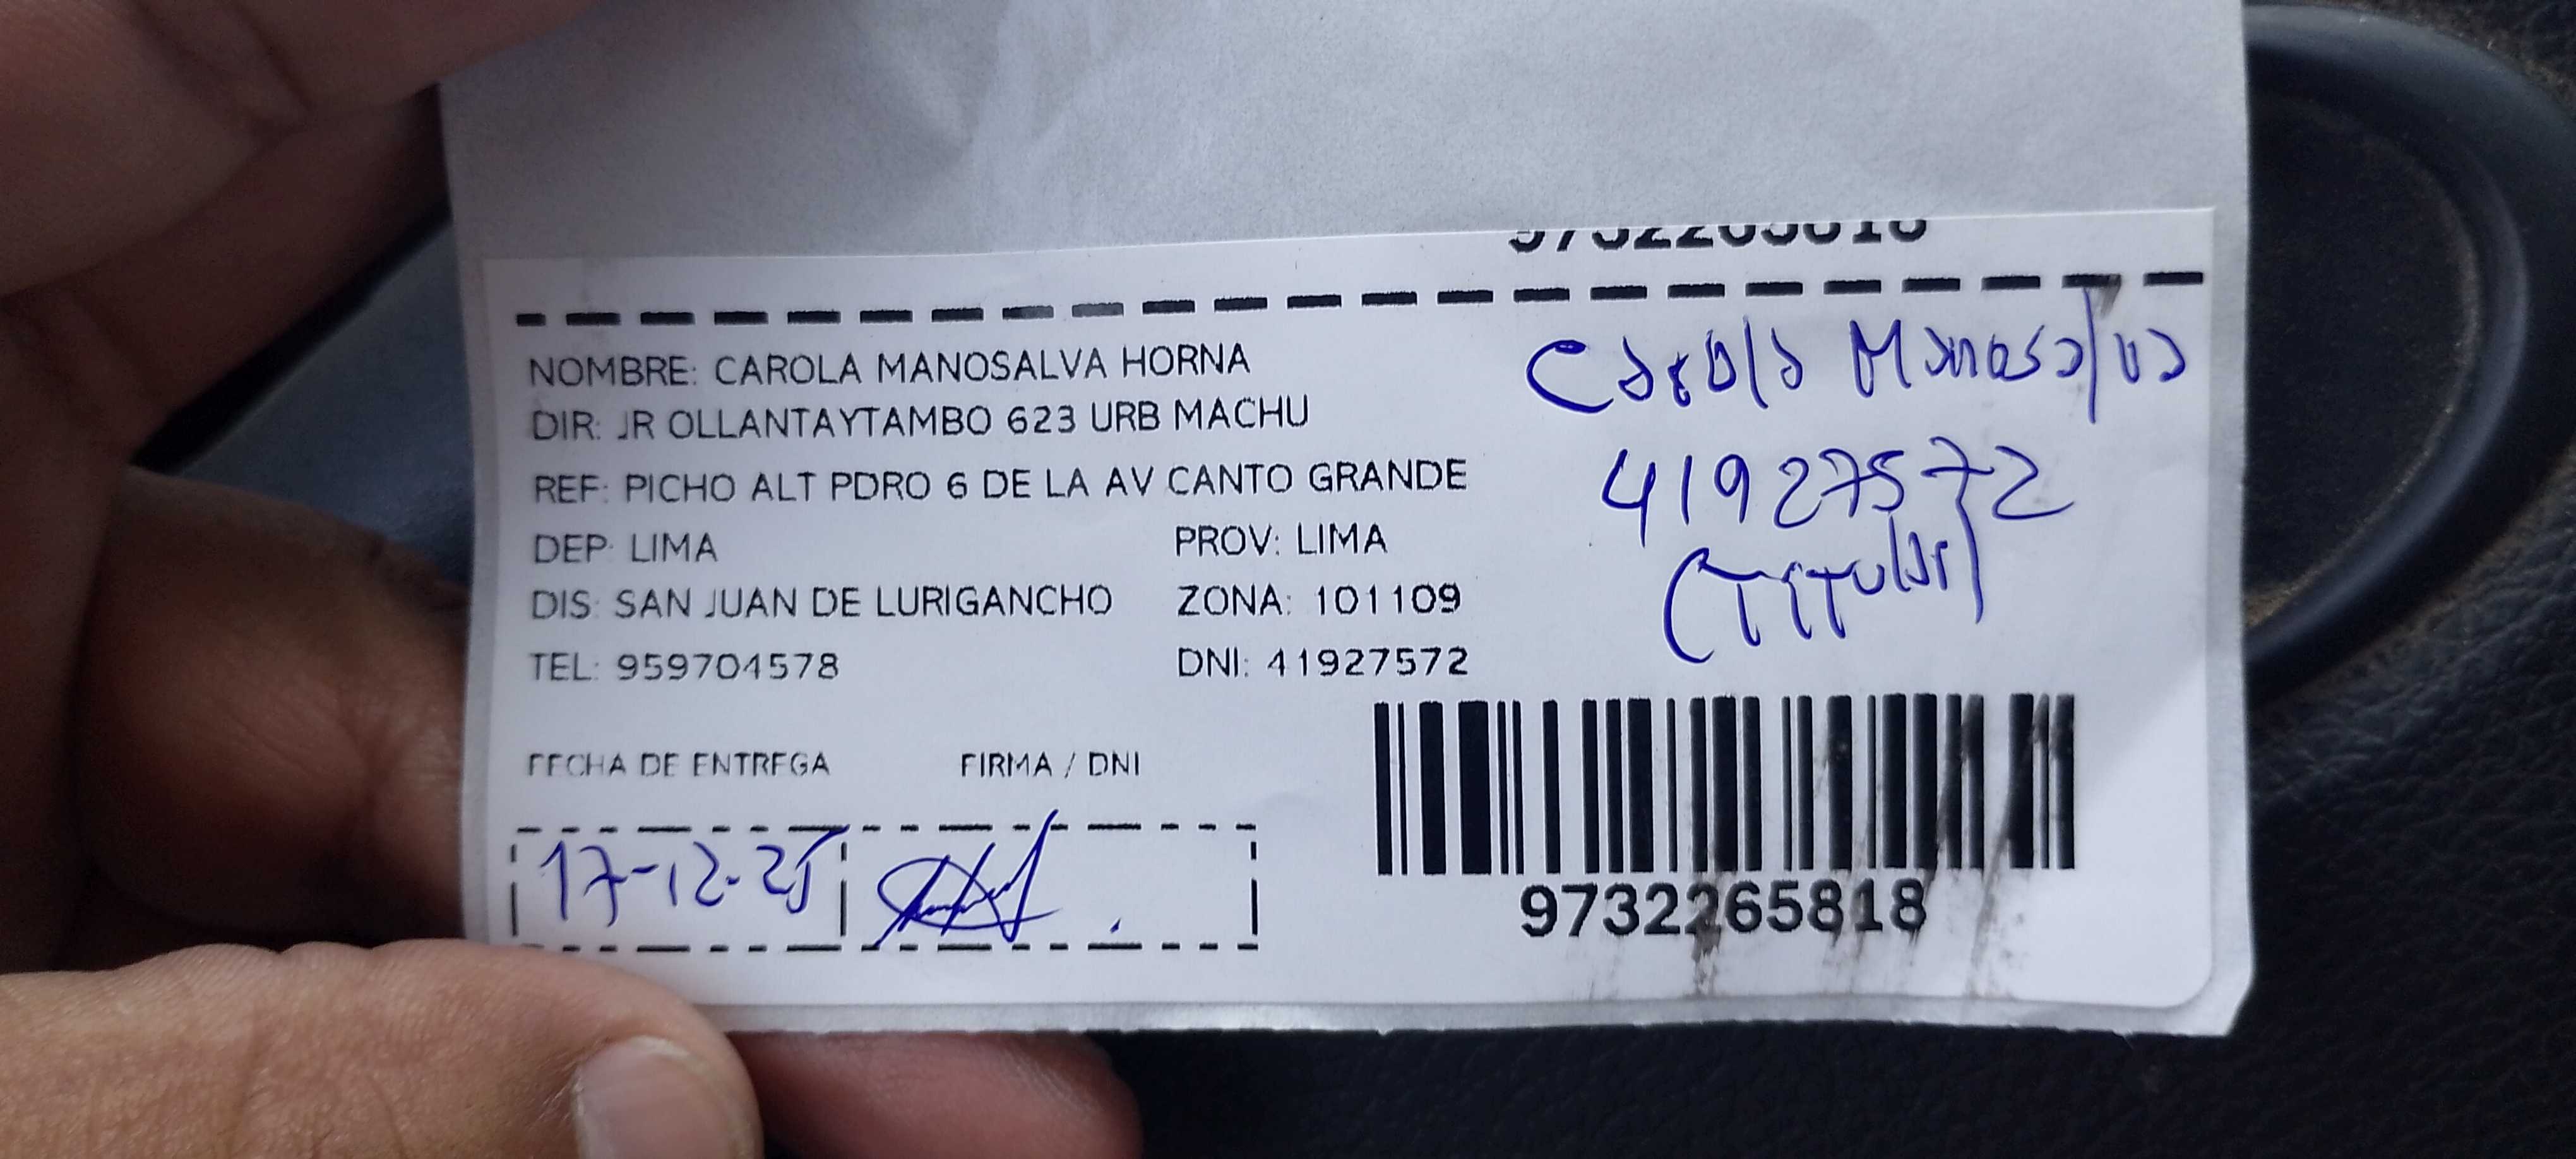 9732265818
NOMBRE: CAROLA MANOSALVA HORNA
DIR: JR OLLANTAYTAMBO 623 URB MACHU
REF: PICHO ALT PDRO 6 DE LA AV CANTO GRANDE
DEP: LIMA PROV: LIMA
DIS: SAN JUAN DE LURIGANCHO ZONA: 101109
TEL: 959704578 DNI: 41927572
Carola Manosalva
41927572
(TiTular)
FECHA DE ENTREGA FIRMA / DNI
17-12-25
9732265818